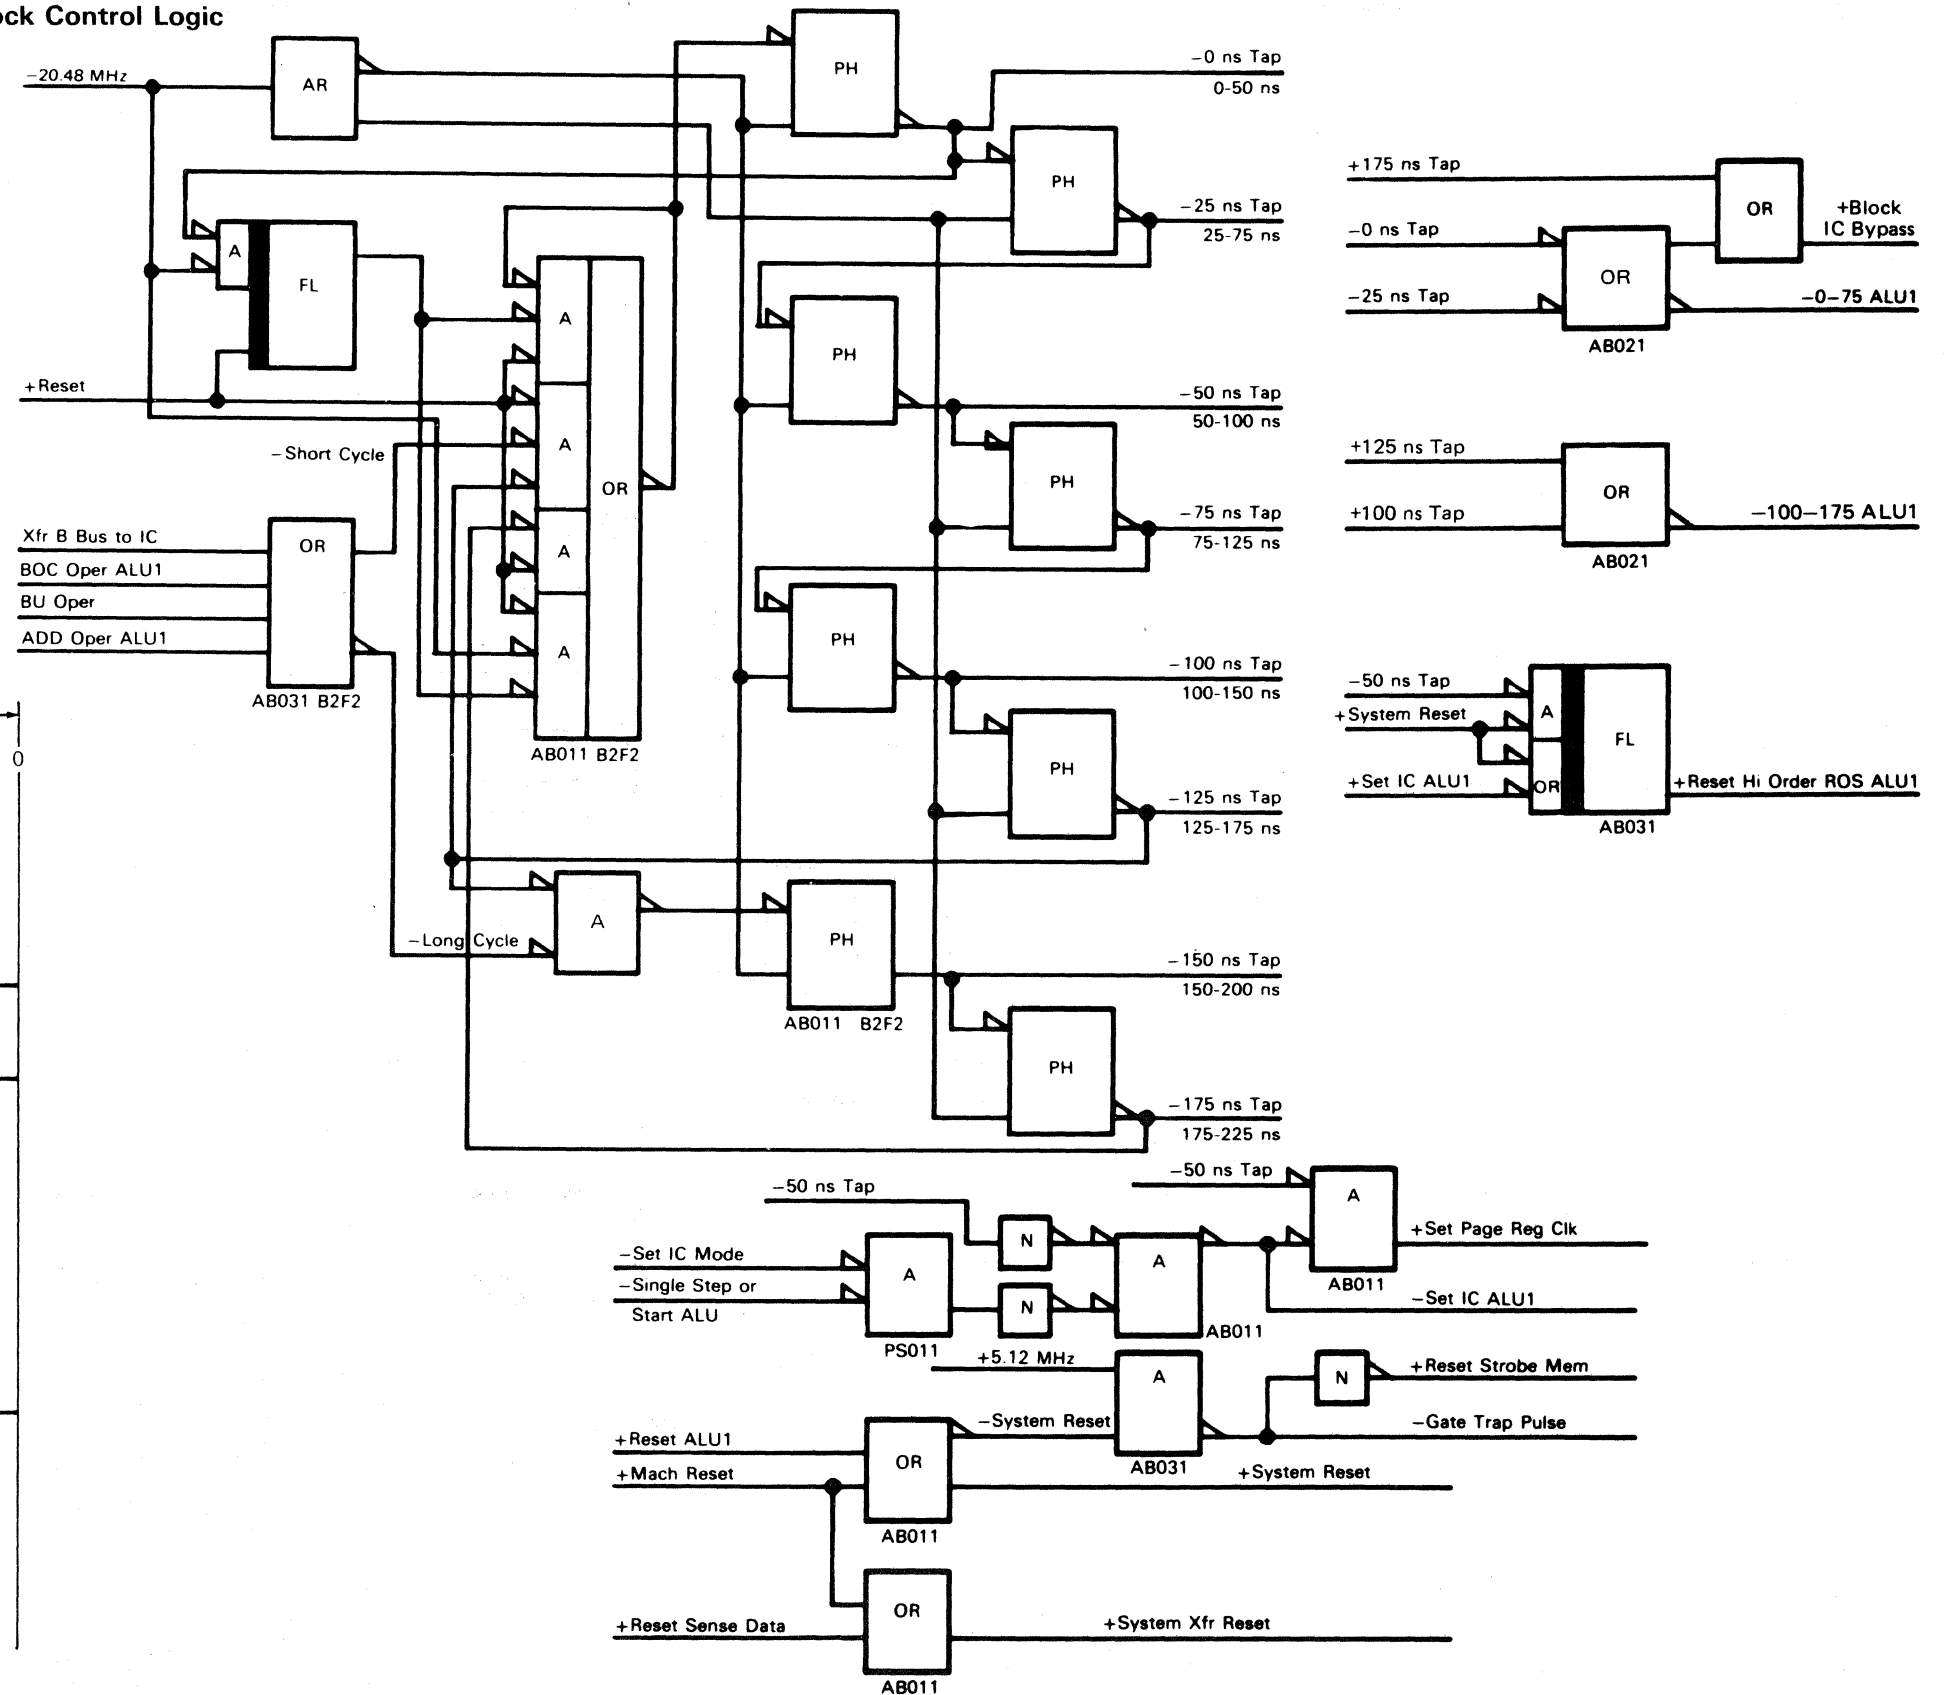 ock Control Logic
−20.48 MHz
AR
PH
−0 ns Tap
0-50 ns
PH
−25 ns Tap
25-75 ns
A
FL
+Reset
A
A
A
A
OR
AB011 B2F2
−Short Cycle
Xfr B Bus to IC
BOC Oper ALU1
BU Oper
ADD Oper ALU1
OR
AB031 B2F2
0
PH
−50 ns Tap
50-100 ns
PH
−75 ns Tap
75-125 ns
PH
−100 ns Tap
100-150 ns
PH
−125 ns Tap
125-175 ns
−Long Cycle
A
PH
AB011 B2F2
−150 ns Tap
150-200 ns
PH
−175 ns Tap
175-225 ns
+175 ns Tap
−0 ns Tap
−25 ns Tap
OR
AB021
OR
+Block
IC Bypass
−0−75 ALU1
+125 ns Tap
+100 ns Tap
OR
AB021
−100−175 ALU1
−50 ns Tap
+System Reset
+Set IC ALU1
A
OR
FL
AB031
+Reset Hi Order ROS ALU1
−50 ns Tap
−Set IC Mode
−Single Step or
Start ALU
A
PS011
N
N
A
AB011
−50 ns Tap
A
AB011
+Set Page Reg Clk
−Set IC ALU1
+5.12 MHz
−System Reset
A
AB031
N
+Reset Strobe Mem
−Gate Trap Pulse
+Reset ALU1
+Mach Reset
OR
AB011
+System Reset
+Reset Sense Data
OR
AB011
+System Xfr Reset